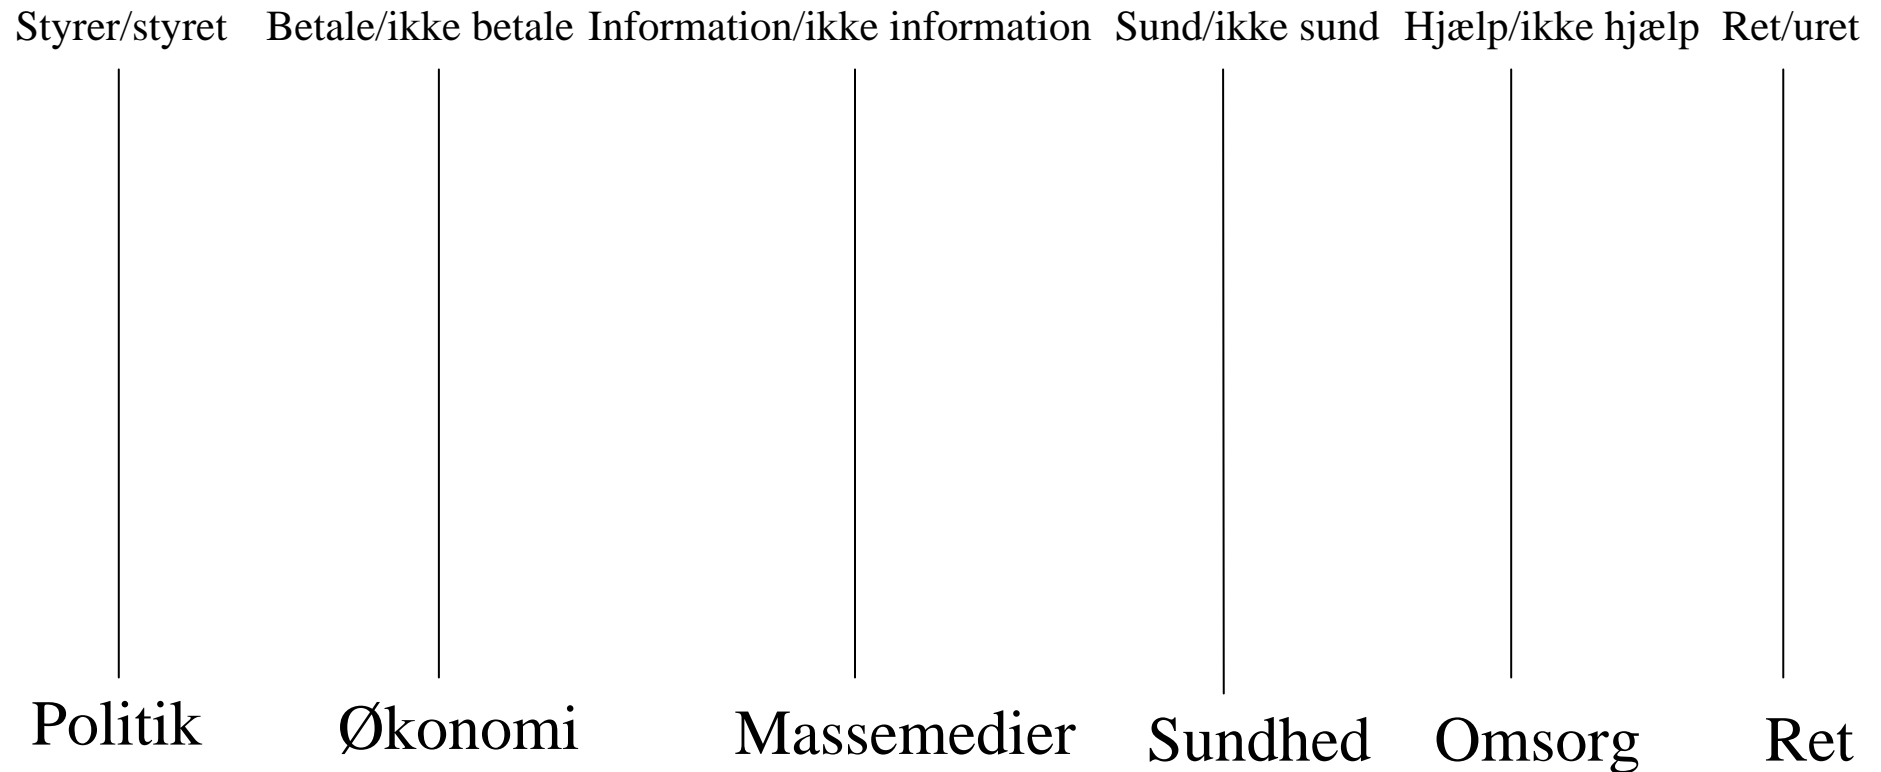 Styrer/styret Betale/ikke betale Information/ikke information Sund/ikke sund Hjælp/ikke hjælp Ret/uret
Politik Økonomi Massemedier Sundhed Omsorg Ret